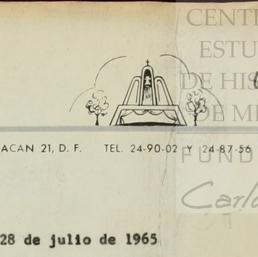 CENT
ESTU
DE HIS
DE M
FUND
Carlo
ACAN 21, D. F. TEL. 24-90-02 Y 24-87-56
28 de julio de 1965